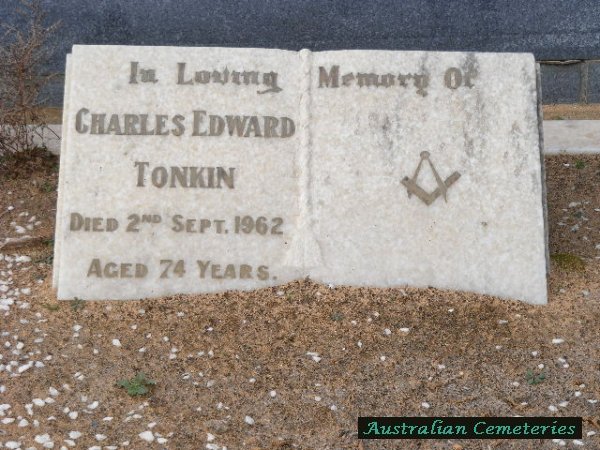 In Loving Memory Of
CHARLES EDWARD
TONKIN
DIED 2ND SEPT. 1962
AGED 74 YEARS.
Australian Cemeteries